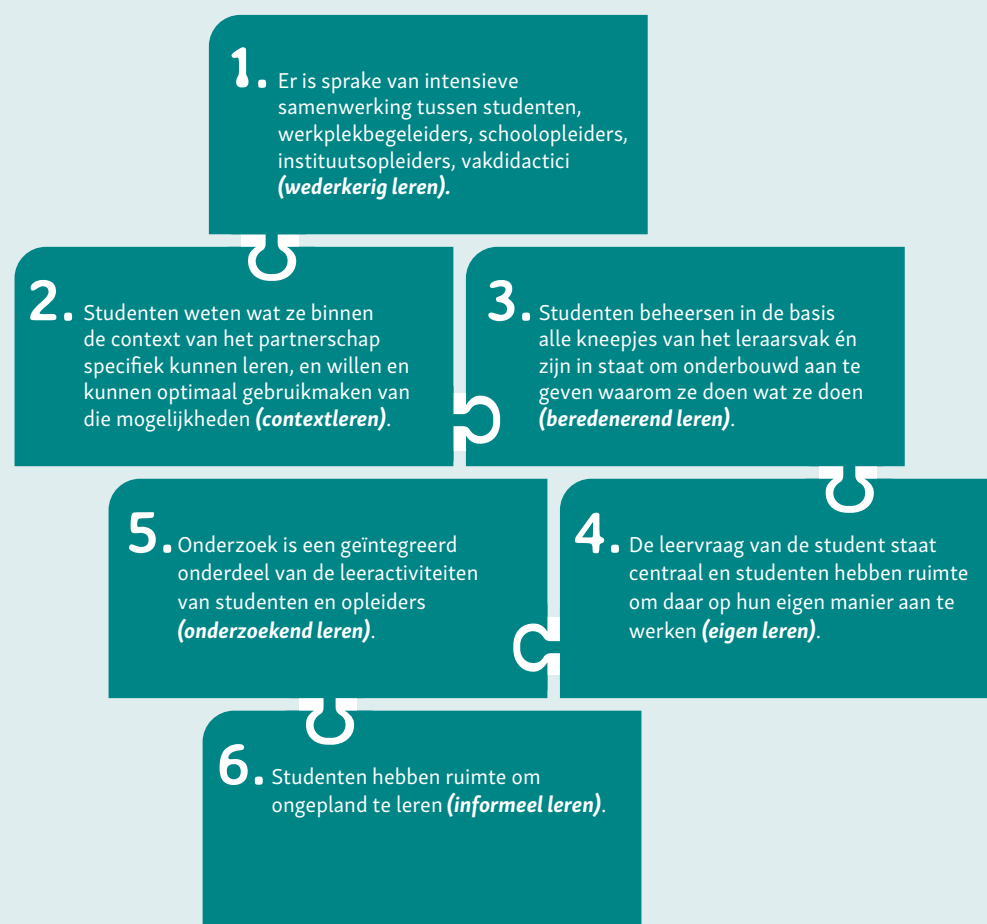 1. Er is sprake van intensieve
samenwerking tussen studenten,
werkplekbegeleiders, schoolopleiders,
instituutsopleiders, vakdidactici
(wederkerig leren).
2. Studenten weten wat ze binnen
de context van het partnerschap
specifiek kunnen leren, en willen en
kunnen optimaal gebruikmaken van
die mogelijkheden (contextleren).
3. Studenten beheersen in de basis
alle kneepjes van het leraarsvak én
zijn in staat om onderbouwd aan te
geven waarom ze doen wat ze doen
(beredenerend leren).
4. De leervraag van de student staat
centraal en studenten hebben ruimte
om daar op hun eigen manier aan te
werken (eigen leren).
5. Onderzoek is een geïntegreerd
onderdeel van de leeractiviteiten
van studenten en opleiders
(onderzoekend leren).
6. Studenten hebben ruimte om
ongepland te leren (informeel leren).